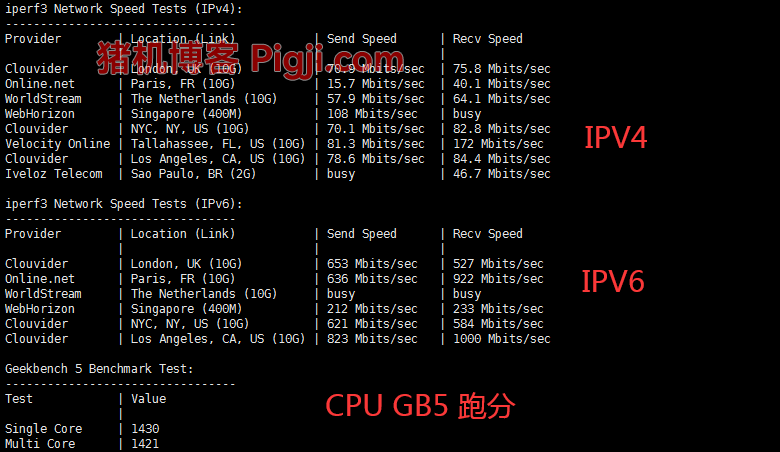 iperf3 Network Speed Tests (IPv4):
---------------------------------
Provider | Location (Link) | Send Speed | Recv Speed
| | |
猪机博客 Pigji.com
Clouvider | London, UK (10G) | 70.9 Mbits/sec | 75.8 Mbits/sec
Online.net | Paris, FR (10G) | 15.7 Mbits/sec | 40.1 Mbits/sec
WorldStream | The Netherlands (10G) | 57.9 Mbits/sec | 64.1 Mbits/sec
WebHorizon | Singapore (400M) | 108 Mbits/sec | busy
Clouvider | NYC, NY, US (10G) | 70.1 Mbits/sec | 82.8 Mbits/sec
Velocity Online | Tallahassee, FL, US (10G) | 81.3 Mbits/sec | 172 Mbits/sec
Clouvider | Los Angeles, CA, US (10G) | 78.6 Mbits/sec | 84.4 Mbits/sec
Iveloz Telecom | Sao Paulo, BR (2G) | busy | 46.7 Mbits/sec
IPV4
iperf3 Network Speed Tests (IPv6):
---------------------------------
Provider | Location (Link) | Send Speed | Recv Speed
| | |
Clouvider | London, UK (10G) | 653 Mbits/sec | 527 Mbits/sec
Online.net | Paris, FR (10G) | 636 Mbits/sec | 922 Mbits/sec
WorldStream | The Netherlands (10G) | busy | busy
WebHorizon | Singapore (400M) | 212 Mbits/sec | 233 Mbits/sec
Clouvider | NYC, NY, US (10G) | 621 Mbits/sec | 584 Mbits/sec
Clouvider | Los Angeles, CA, US (10G) | 823 Mbits/sec | 1000 Mbits/sec
IPV6
Geekbench 5 Benchmark Test:
---------------------------------
Test | Value
|
Single Core | 1430
Multi Core | 1421
CPU GB5 跑分